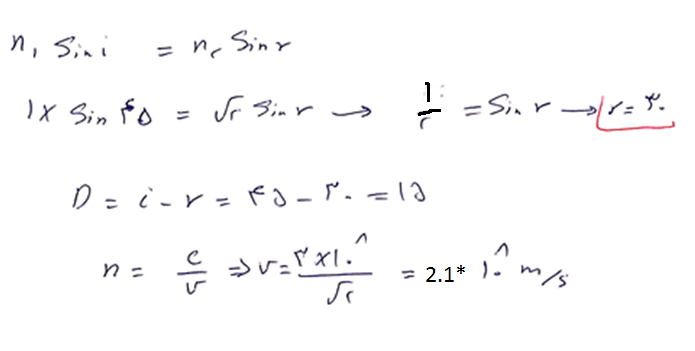 n₁ Sin i = n₂ Sin r
۱ × Sin ۴۵ = √۲ Sin r → 1/۲ = Sin r → r = ۳۰
D = i - r = ۴۵ - ۳۰ = ۱۵
n = c/v ⇒ v = ۳×۱۰^۸/√۲ = 2.1* ۱۰^۸ m/s